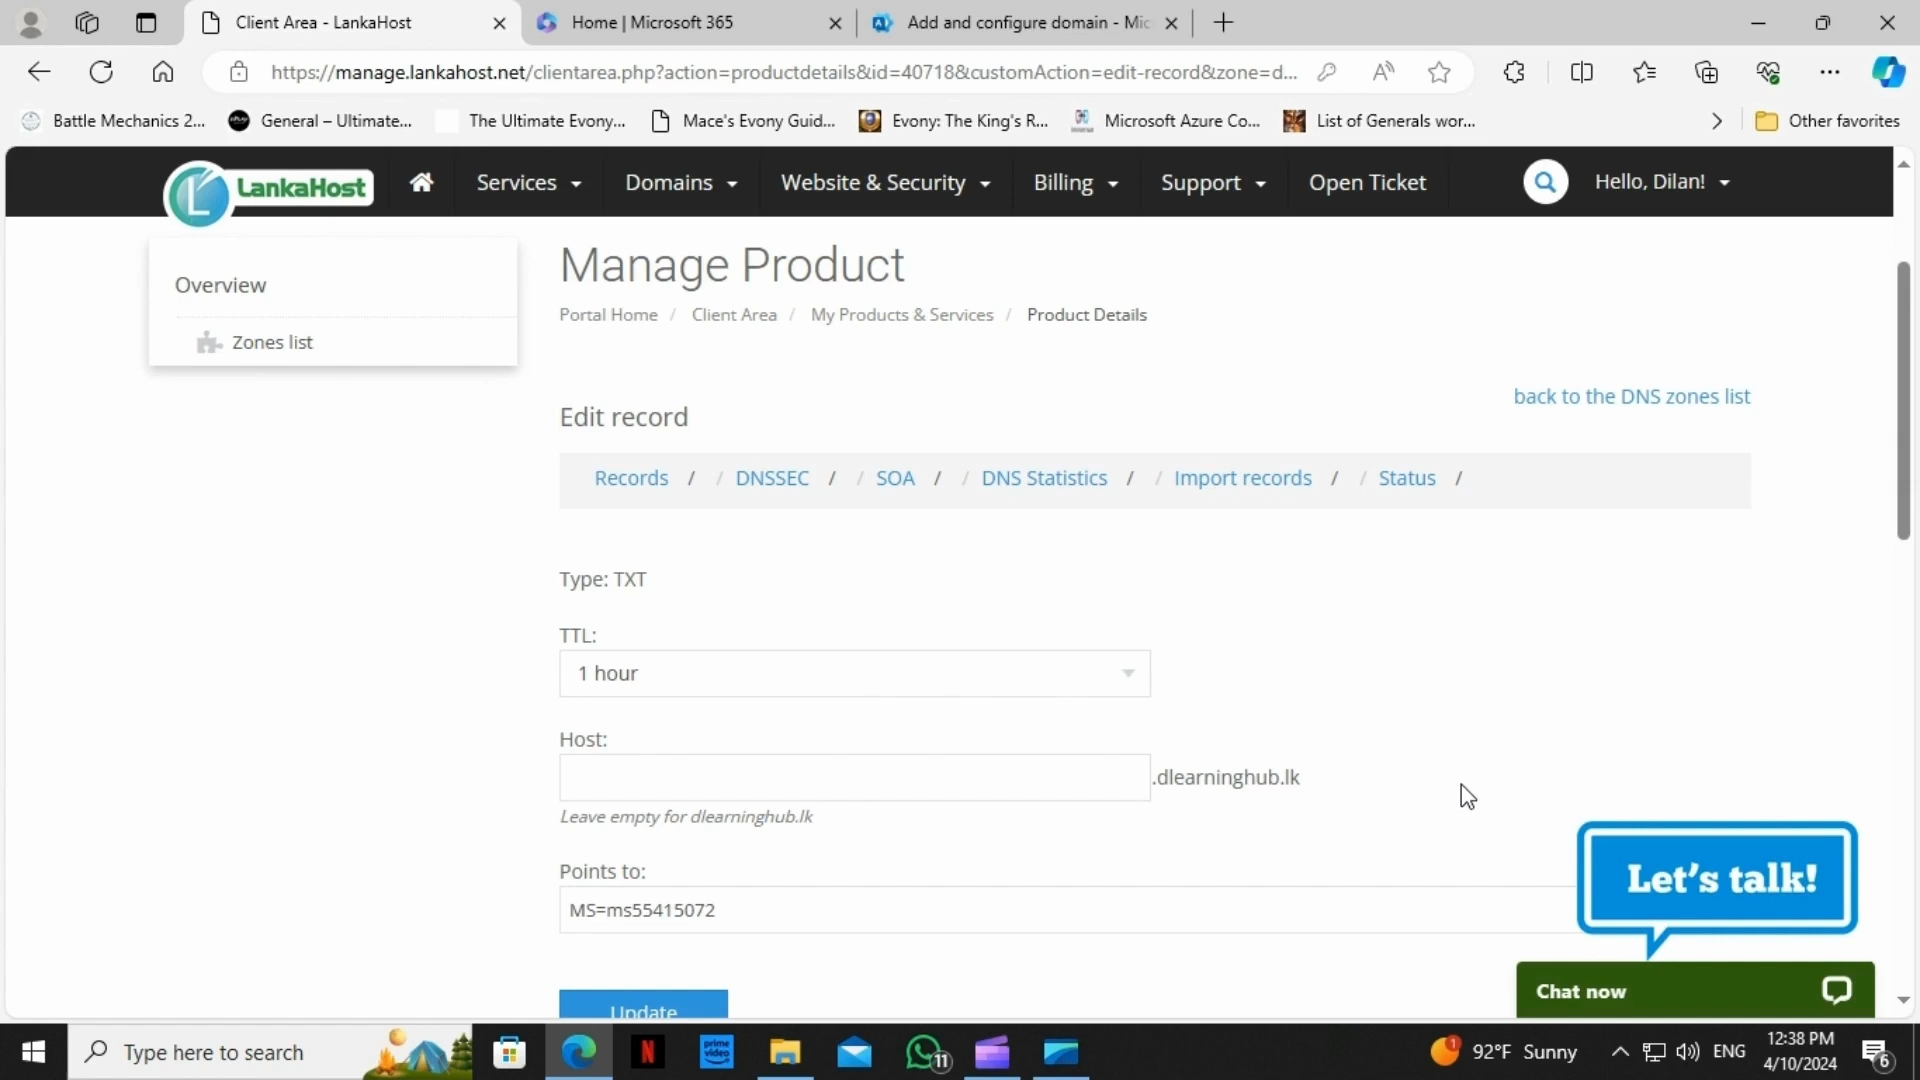 Client Area - LankaHost
Home | Microsoft 365
Add and configure domain - Mic
https://manage.lankahost.net/clientarea.php?action=productdetails&id=40718&customAction=edit-record&zone=d...
Battle Mechanics 2...
General – Ultimate...
The Ultimate Evony...
Mace's Evony Guid...
Evony: The King's R...
Microsoft Azure Co...
List of Generals wor...
Other favorites
LankaHost
Services
Domains
Website & Security
Billing
Support
Open Ticket
Hello, Dilan!
Overview
Zones list
Manage Product
Portal Home / Client Area / My Products & Services / Product Details
back to the DNS zones list
Edit record
Records / / DNSSEC / / SOA / / DNS Statistics / / Import records / / Status /
Type: TXT
TTL:
1 hour
Host:
.dlearninghub.lk
Leave empty for dlearninghub.lk
Points to:
MS=ms55415072
Let's talk!
Update
Chat now
Type here to search
prime video
11
1
92°F Sunny
ENG
12:38 PM
4/10/2024
6